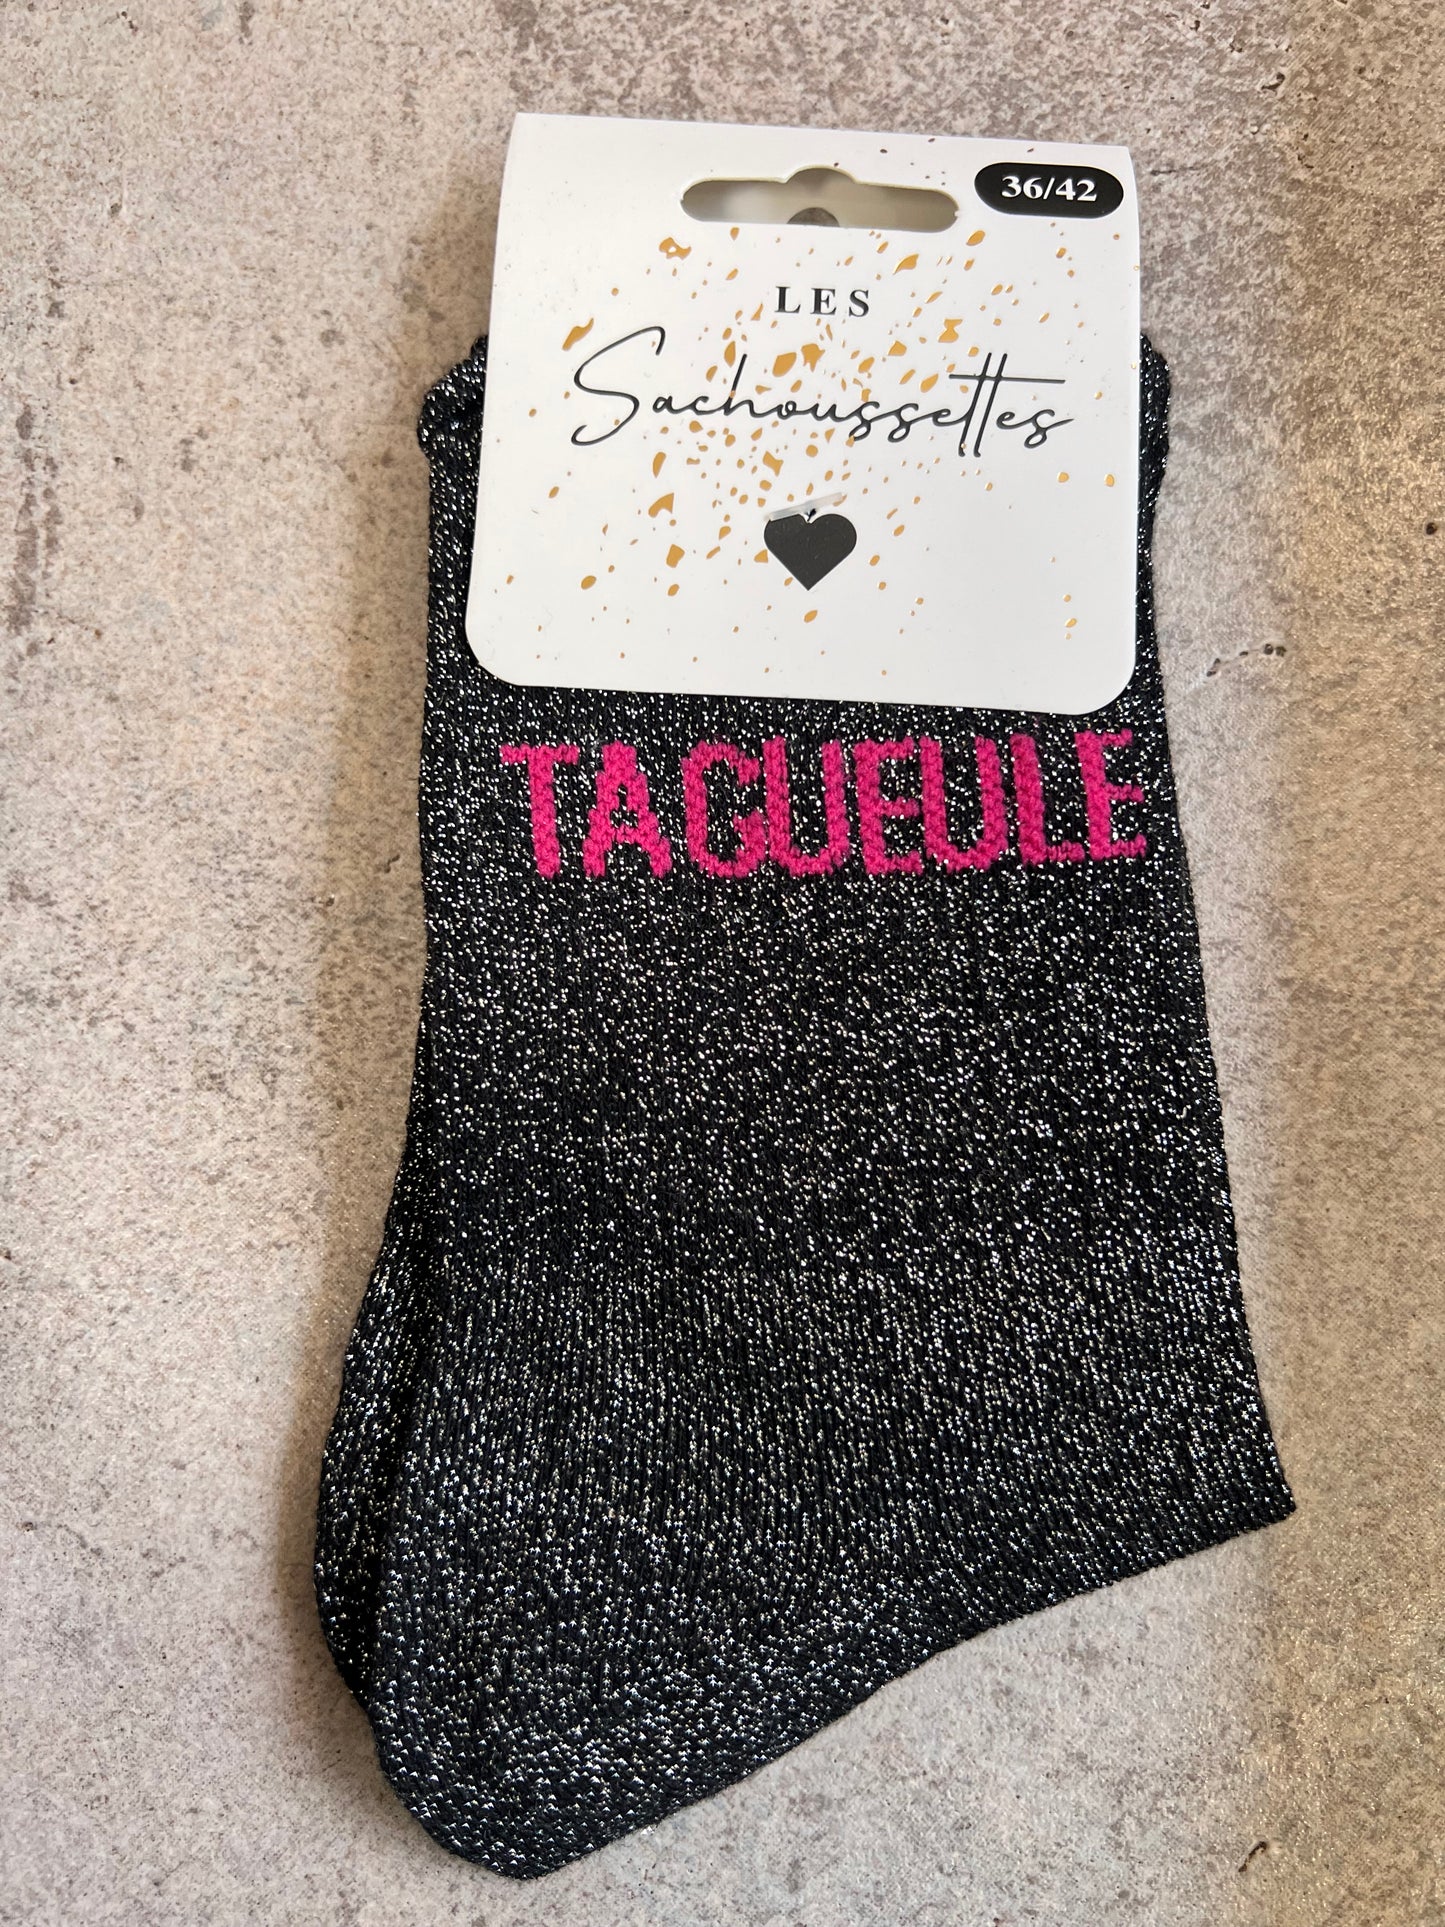 36/42
LES
Sachoussettes
TA GUEULE